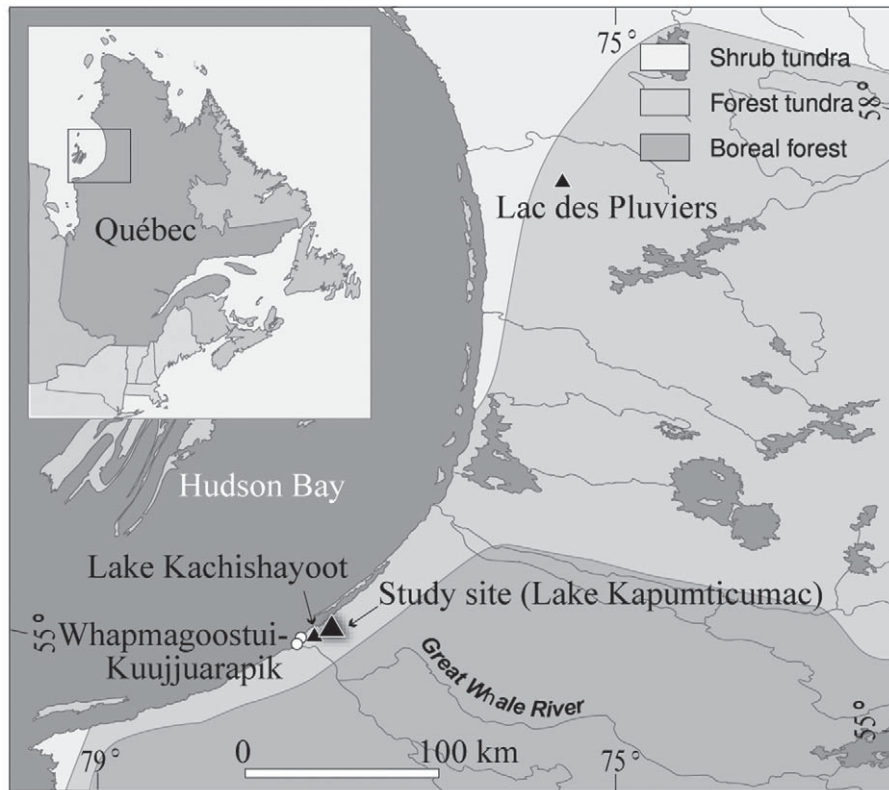 75°
Shrub tundra
Forest tundra
Boreal forest
58°
Québec
Lac des Pluviers
Hudson Bay
Lake Kachishayoot
Study site (Lake Kapumticumac)
55°
Whapmagoostui-
Kuujjuarapik
Great Whale River
55°
79°
0
100 km
75°